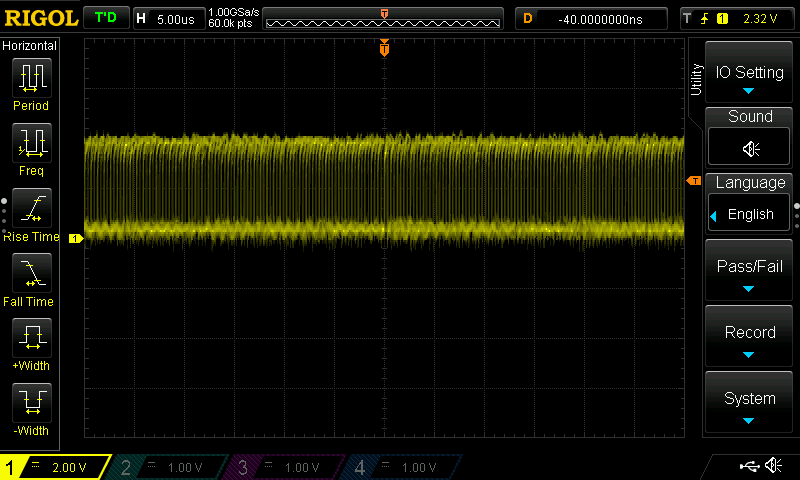 RIGOL T'D H 5.00us 1.00GSa/s 60.0k pts T D -40.0000000ns T 1 2.32 V
Horizontal
Period
Freq
Rise Time
Fall Time
+Width
-Width
T
T
1
Utility
IO Setting
Sound
Language
English
Pass/Fail
Record
System
1 2.00 V 2 1.00 V 3 1.00 V 4 1.00 V